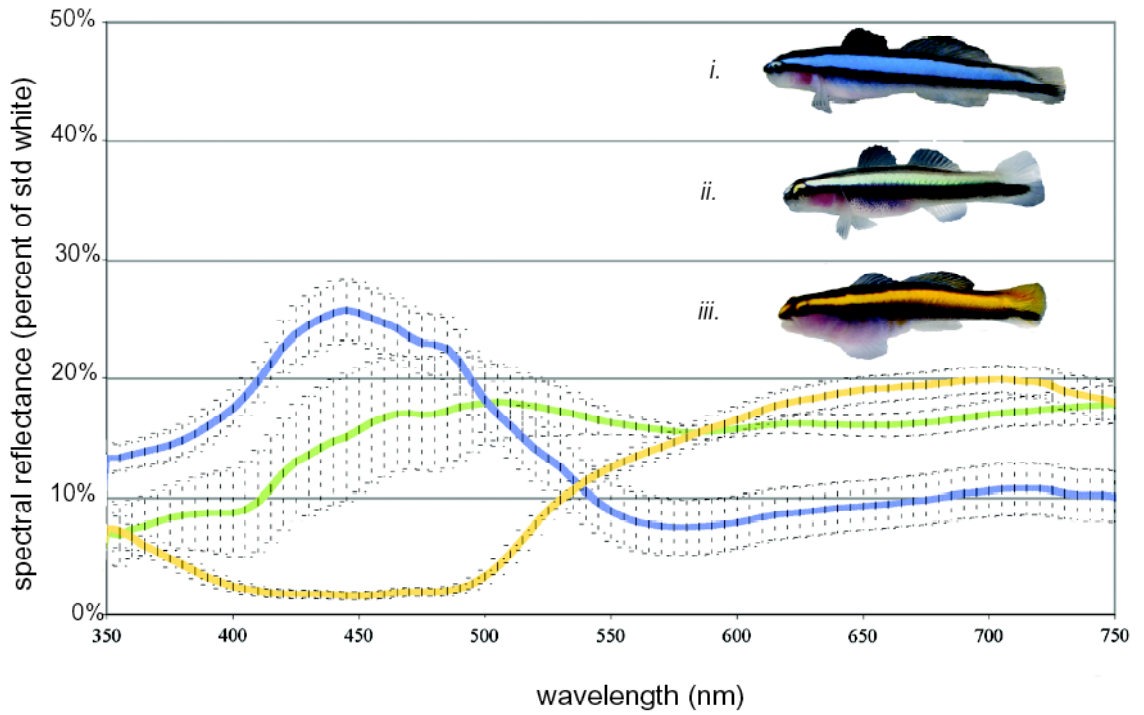 50%
40%
30%
20%
10%
0%
spectral reflectance (percent of std white)
i.
ii.
iii.
350 400 450 500 550 600 650 700 750
wavelength (nm)